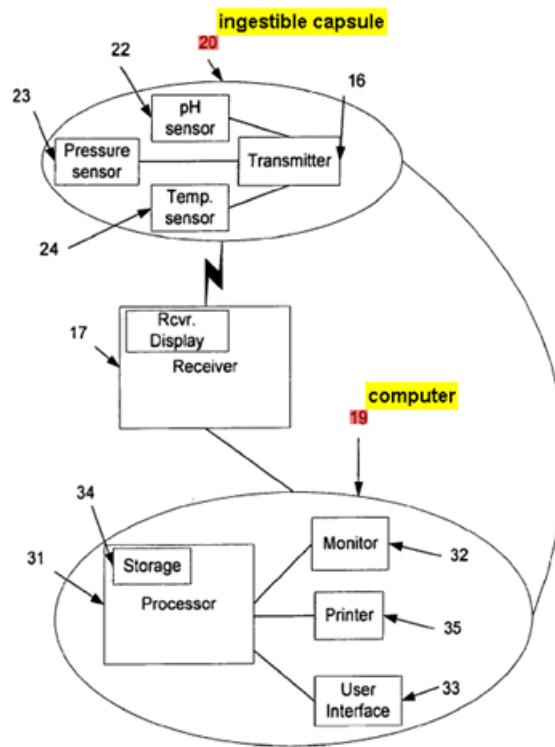 ingestible capsule
20
22
16
23
pH
sensor
Pressure
sensor
Transmitter
Temp.
sensor
24
Rcvr.
Display
17
Receiver
computer
19
34
31
Storage
Processor
Monitor
32
Printer
35
User
Interface
33